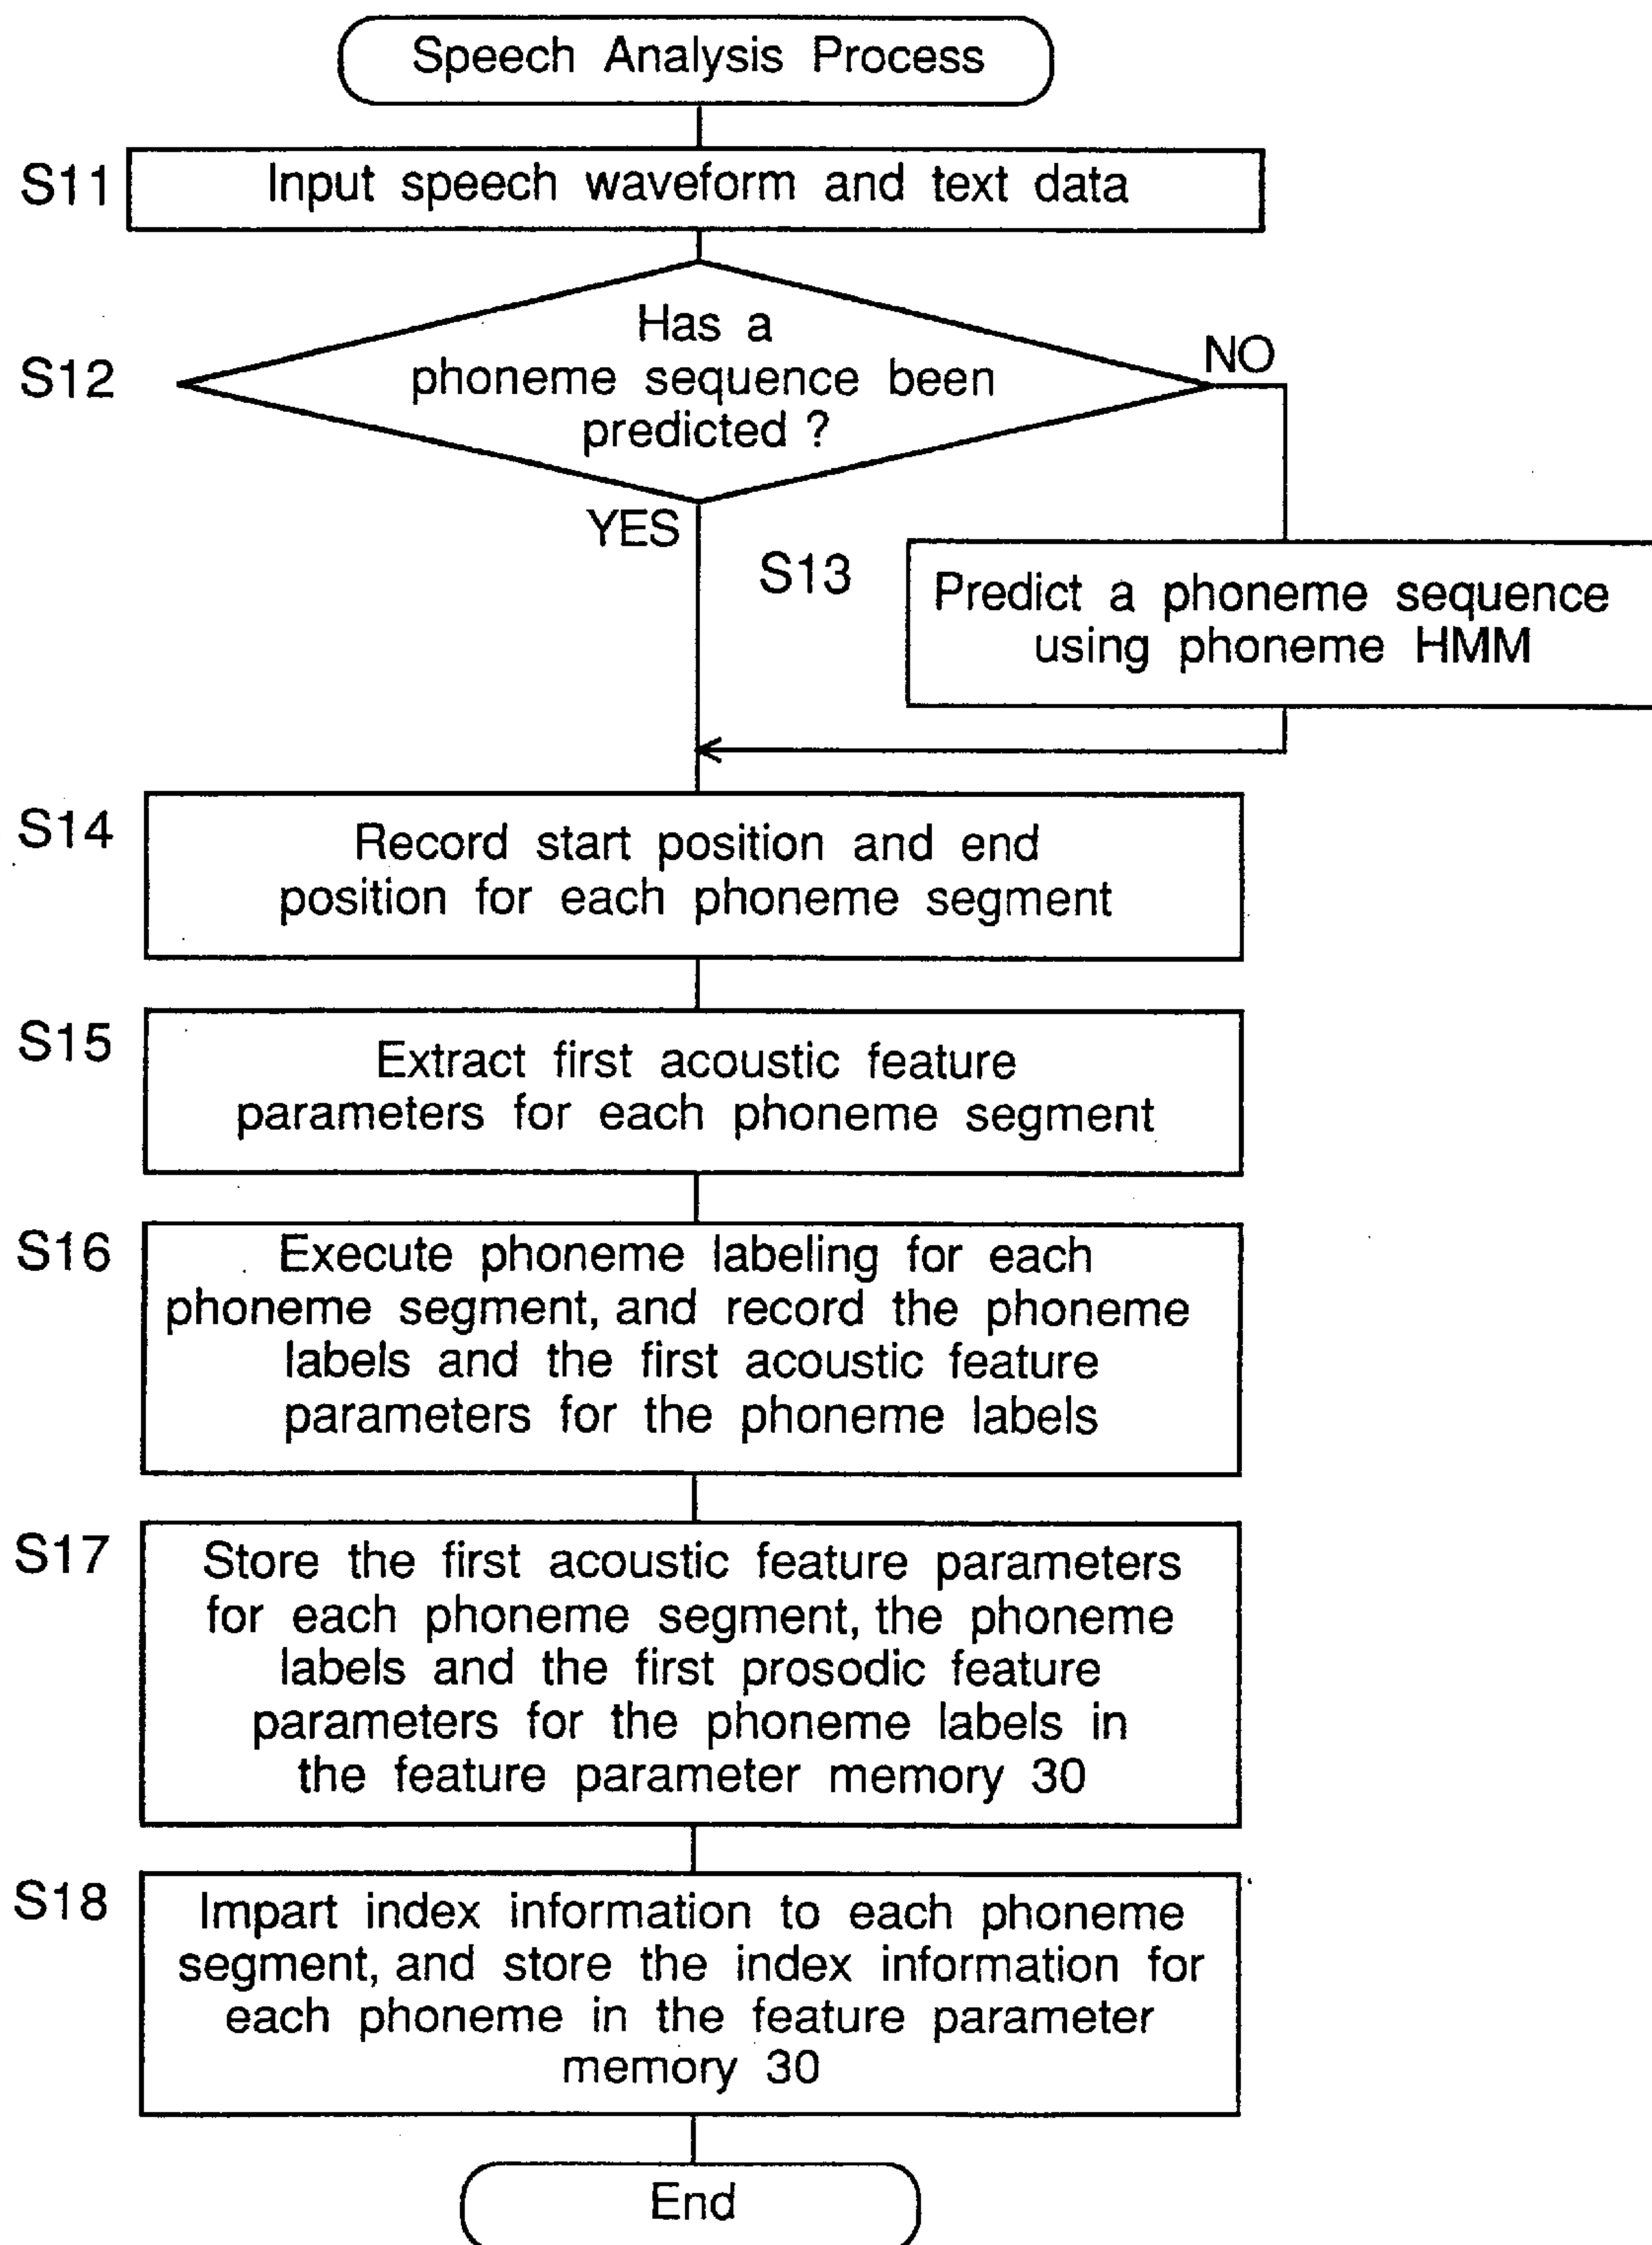 Speech Analysis Process
S11
Input speech waveform and text data
S12
Has a
phoneme sequence been
predicted ?
NO
YES
S13
Predict a phoneme sequence
using phoneme HMM
S14
Record start position and end
position for each phoneme segment
S15
Extract first acoustic feature
parameters for each phoneme segment
S16
Execute phoneme labeling for each
phoneme segment, and record the phoneme
labels and the first acoustic feature
parameters for the phoneme labels
S17
Store the first acoustic feature parameters
for each phoneme segment, the phoneme
labels and the first prosodic feature
parameters for the phoneme labels in
the feature parameter memory 30
S18
Impart index information to each phoneme
segment, and store the index information for
each phoneme in the feature parameter
memory 30
End